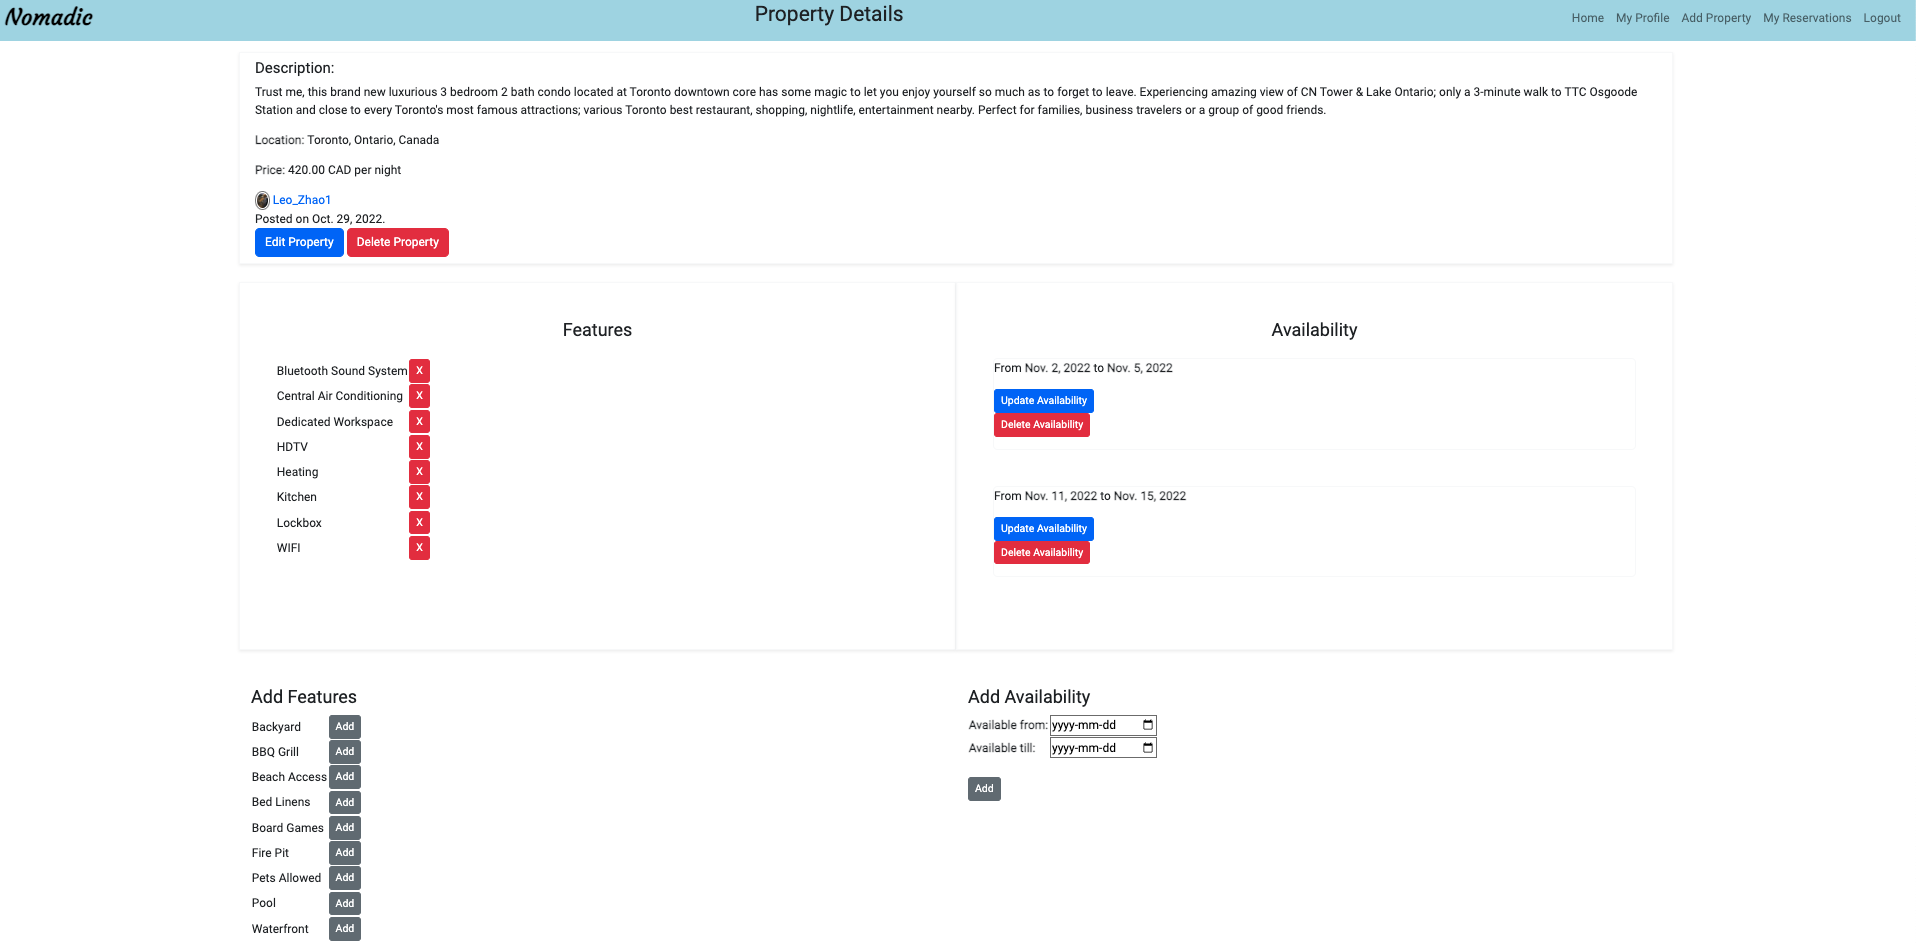 Nomadic
Property Details
Home My Profile Add Property My Reservations Logout
Description:
Trust me, this brand new luxurious 3 bedroom 2 bath condo located at Toronto downtown core has some magic to let you enjoy yourself so much as to forget to leave. Experiencing amazing view of CN Tower & Lake Ontario; only a 3-minute walk to TTC Osgoode
Station and close to every Toronto's most famous attractions; various Toronto best restaurant, shopping, nightlife, entertainment nearby. Perfect for families, business travelers or a group of good friends.
Location: Toronto, Ontario, Canada
Price: 420.00 CAD per night
Leo_Zhao1
Posted on Oct. 29, 2022.
Edit Property Delete Property
Features
Bluetooth Sound System X
Central Air Conditioning X
Dedicated Workspace X
HDTV X
Heating X
Kitchen X
Lockbox X
WIFI X
Availability
From Nov. 2, 2022 to Nov. 5, 2022
Update Availability
Delete Availability
From Nov. 11, 2022 to Nov. 15, 2022
Update Availability
Delete Availability
Add Features
Backyard Add
BBQ Grill Add
Beach Access Add
Bed Linens Add
Board Games Add
Fire Pit Add
Pets Allowed Add
Pool Add
Waterfront Add
Add Availability
Available from: yyyy-mm-dd
Available till: yyyy-mm-dd
Add